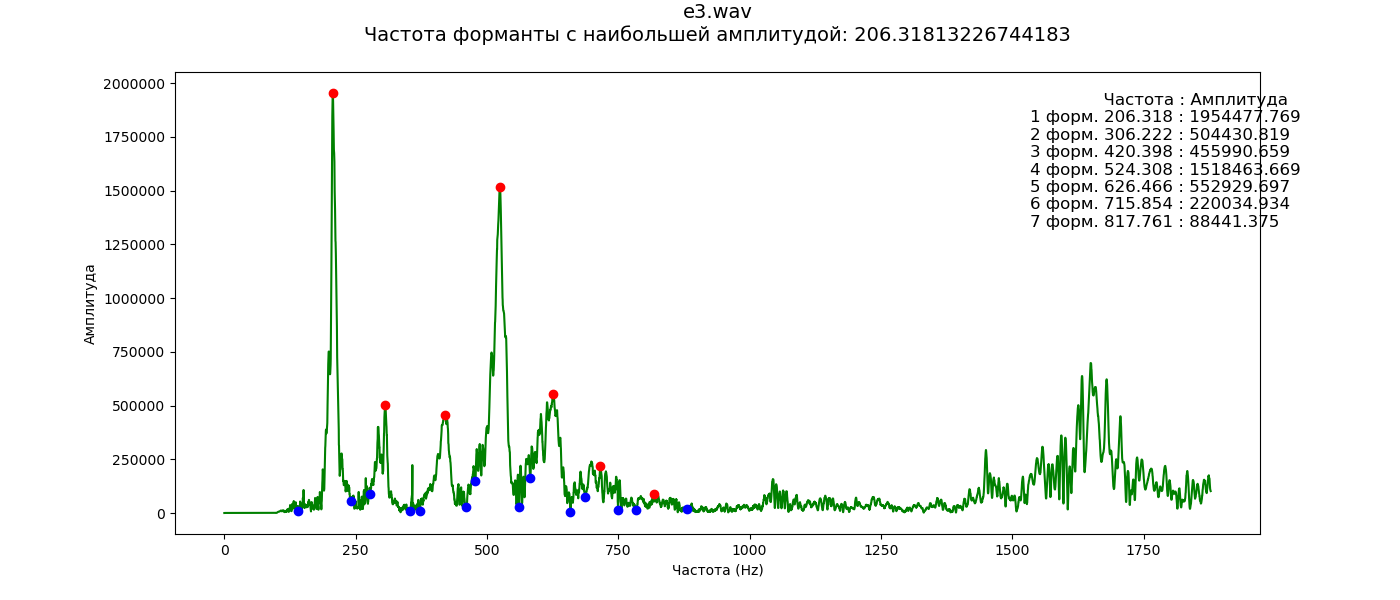 e3.wav
Частота форманты с наибольшей амплитудой: 206.31813226744183
Частота : Амплитуда
1 форм. 206.318 : 1954477.769
2 форм. 306.222 : 504430.819
3 форм. 420.398 : 455990.659
4 форм. 524.308 : 1518463.669
5 форм. 626.466 : 552929.697
6 форм. 715.854 : 220034.934
7 форм. 817.761 : 88441.375
2000000
1750000
1500000
1250000
1000000
750000
500000
250000
0
Амплитуда
0 250 500 750 1000 1250 1500 1750
Частота (Hz)